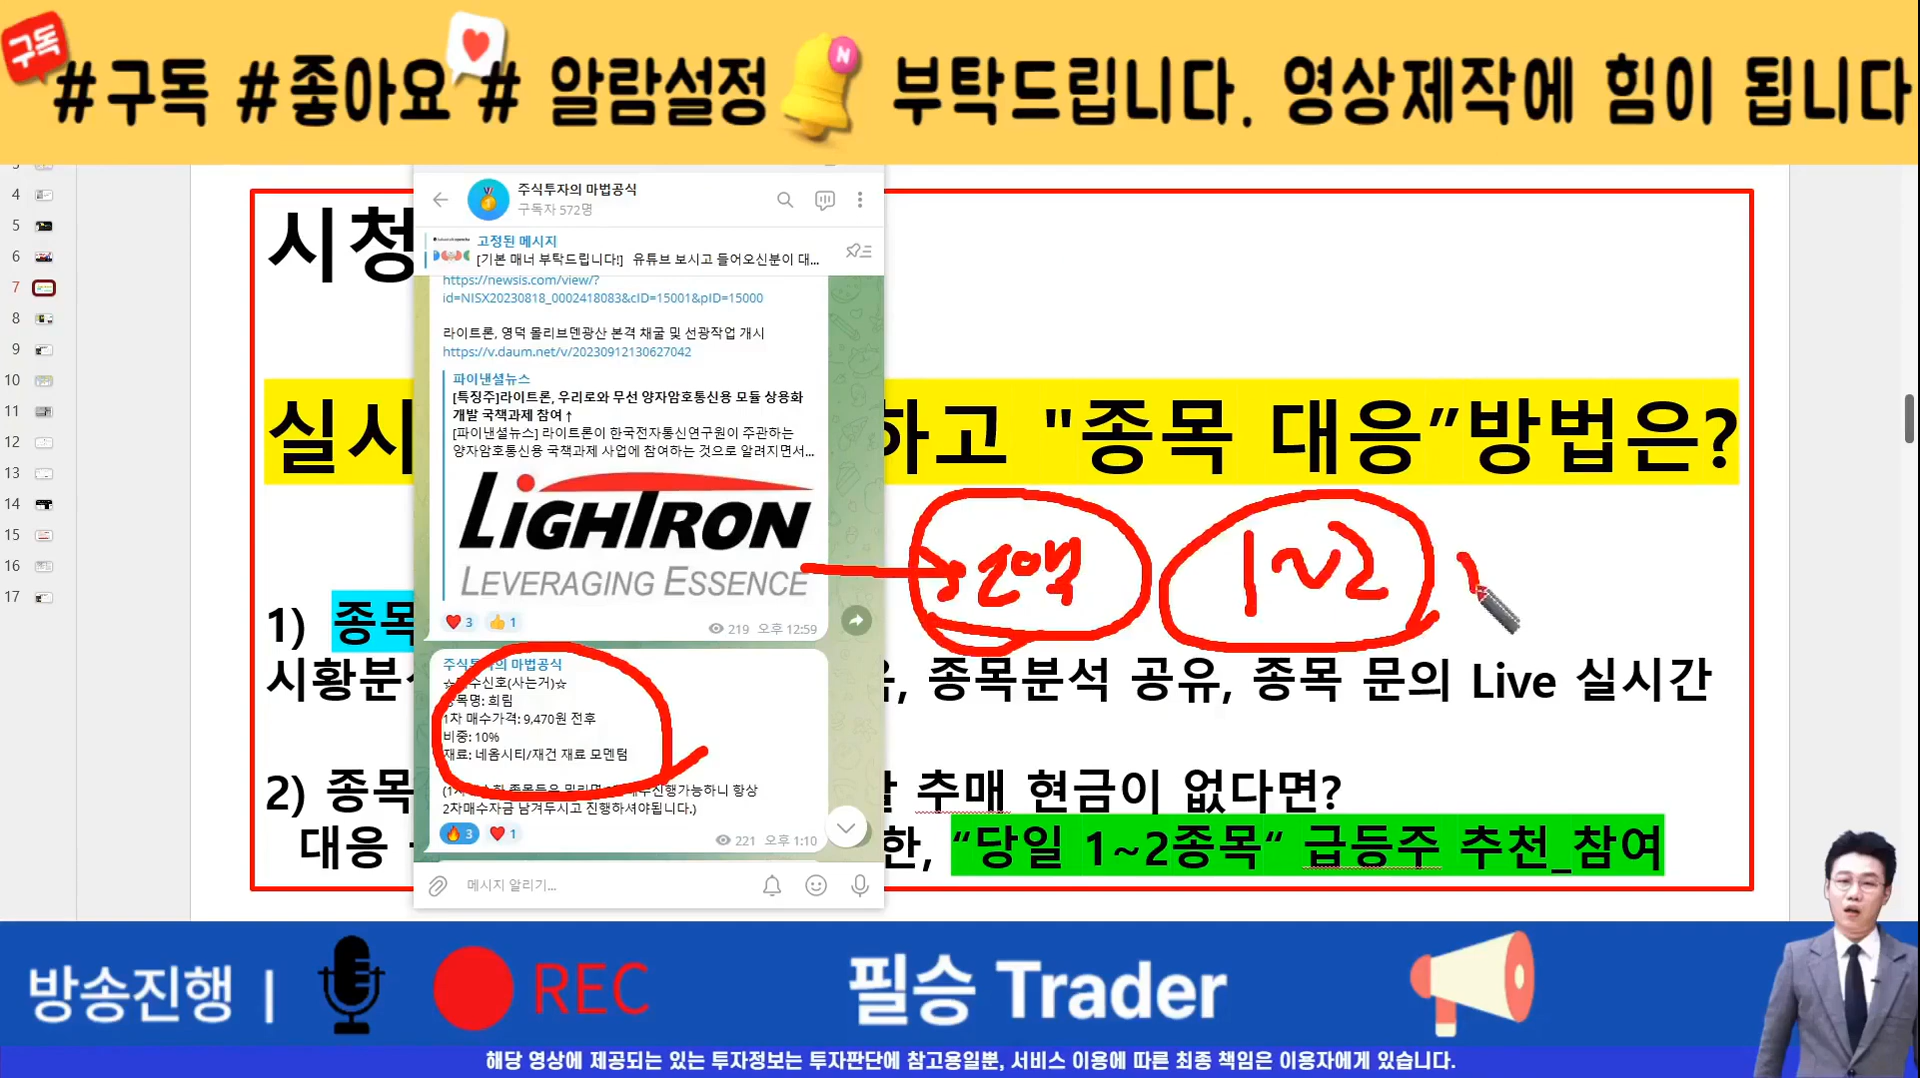 구독
N
#구독 #좋아요 # 알람설정 부탁드립니다. 영상제작에 힘이 됩니다
4
5
6
7
8
9
10
11
12
13
14
15
16
17
시청
실시
하고 "종목 대응"방법은?
1) 종목
시황분석
, 종목분석 공유, 종목 문의 Live 실시간
2) 종목
추매 현금이 없다면?
대응
한, “당일 1~2종목“ 급등주 추천_참여
1~2
주식투자의 마법공식
구독자 572명
고정된 메시지
[기본 매너 부탁드립니다!] 유튜브 보시고 들어오신분이 대...
https://newsis.com/view/?
id=NISX20230818_0002418083&cID=15001&pID=15000
라이트론, 영덕 몰리브덴광산 본격 채굴 및 선광작업 개시
https://v.daum.net/v/20230912130627042
파이낸셜뉴스
[특징주]라이트론, 우리로와 무선 양자암호통신용 모듈 상용화
개발 국책과제 참여↑
[파이낸셜뉴스] 라이트론이 한국전자통신연구원이 주관하는
양자암호통신용 국책과제 사업에 참여하는 것으로 알려지면서...
LIGHTRON
LEVERAGING ESSENCE
3 1
219 오후 12:59
주식투자의 마법공식
☆매수신호(사는거)☆
종목명: 희림
1차 매수가격: 9,470원 전후
비중: 10%
재료: 네옴시티/재건 재료 모멘텀
항상
2차매수자금 남겨두시고 진행하셔야됩니다.)
3 1
221 오후 1:10
메시지 알리기...
방송진행 |
REC
필승 Trader
해당 영상에 제공되는 있는 투자정보는 투자판단에 참고용일뿐, 서비스 이용에 따른 최종 책임은 이용자에게 있습니다.